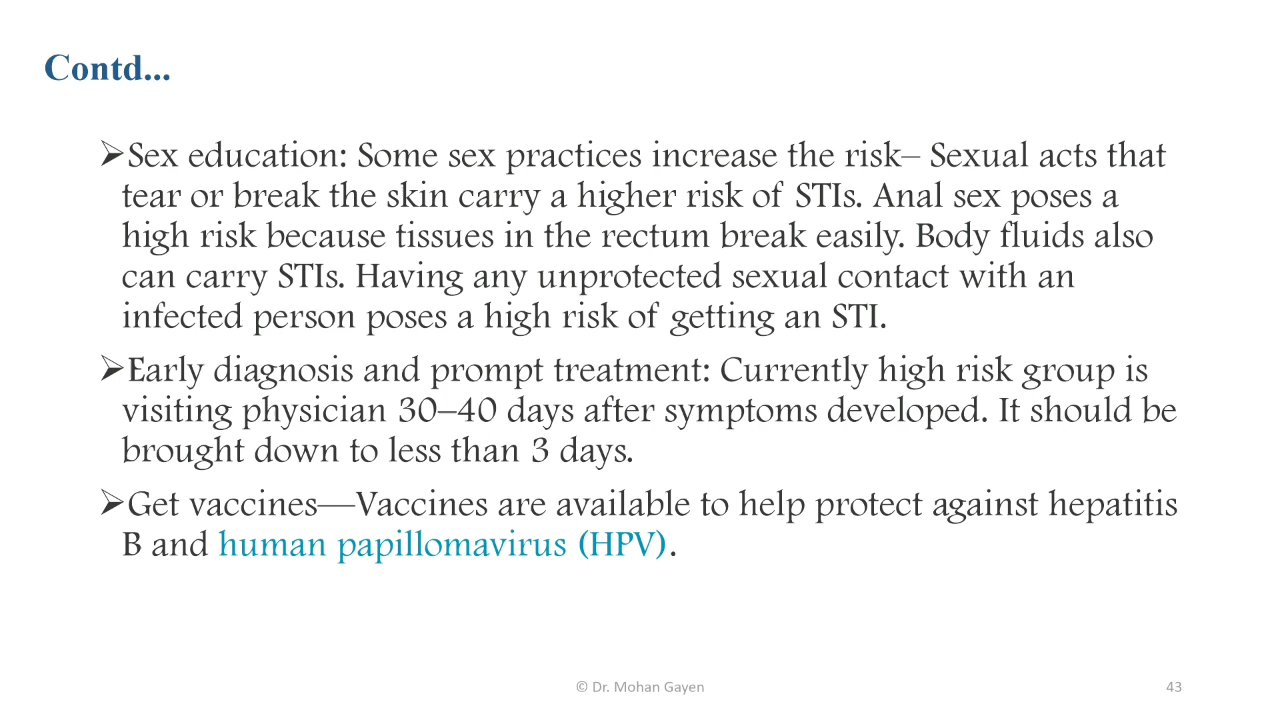 Contd...
➢Sex education: Some sex practices increase the risk– Sexual acts that
tear or break the skin carry a higher risk of STIs. Anal sex poses a
high risk because tissues in the rectum break easily. Body fluids also
can carry STIs. Having any unprotected sexual contact with an
infected person poses a high risk of getting an STI.
➢Early diagnosis and prompt treatment: Currently high risk group is
visiting physician 30–40 days after symptoms developed. It should be
brought down to less than 3 days.
➢Get vaccines—Vaccines are available to help protect against hepatitis
B and human papillomavirus (HPV).
© Dr. Mohan Gayen
43